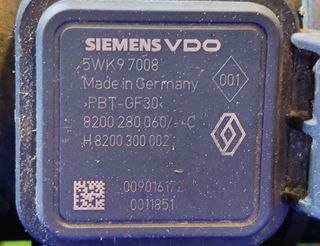 SIEMENS VDO
5WK9 7008
001
Made in Germany
>PBT-GF30<
8200 280 060/--C
H 8200 300 002
009016172
0011851